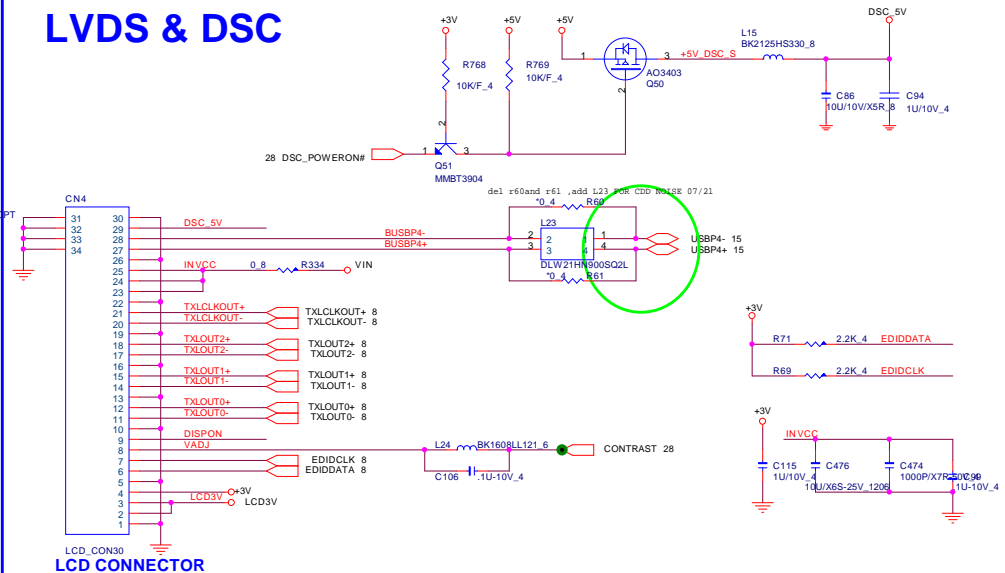 LVDS & DSC
+3V
+5V
+5V
DSC_5V
R768
10K/F_4
R769
10K/F_4
1
3
2
AO3403
Q50
+5V_DSC_S
L15
BK2125HS330_8
C86
10U/10V/X5R_8
C94
1U/10V_4
28 DSC_POWERON#
1
2
3
Q51
MMBT3904
del r60and r61 ,add L23 FOR CDD NOISE 07/21
*0_4
R60
L23
2
3
2
3
1
4
1
4
DLW21HN900SQ2L
*0_4
R61
USBP4- 15
USBP4+ 15
BUSBP4-
BUSBP4+
CN4
31
32
33
34
30
29
28
27
26
25
24
23
22
21
20
19
18
17
16
15
14
13
12
11
10
9
8
7
6
5
4
3
2
1
DSC_5V
INVCC
0_8
R334
VIN
TXLCLKOUT+
TXLCLKOUT-
TXLCLKOUT+ 8
TXLCLKOUT- 8
TXLOUT2+
TXLOUT2-
TXLOUT2+ 8
TXLOUT2- 8
TXLOUT1+
TXLOUT1-
TXLOUT1+ 8
TXLOUT1- 8
TXLOUT0+
TXLOUT0-
TXLOUT0+ 8
TXLOUT0- 8
DISPON
VADJ
L24
BK1608LL121_6
C106
.1U-10V_4
CONTRAST 28
EDIDCLK 8
EDIDDATA 8
+3V
LCD3V
LCD3V
LCD_CON30
LCD CONNECTOR
+3V
R71
2.2K_4
EDIDDATA
R69
2.2K_4
EDIDCLK
+3V
INVCC
C115
1U/10V_4
C476
10U/X6S-25V_1206
C474
1U-10V_4